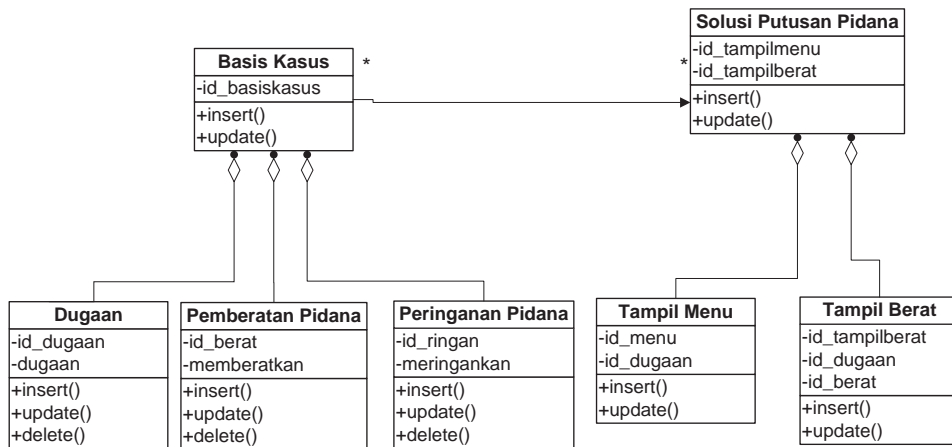 Basis Kasus
-id_basiskasus
+insert()
+update()
*
*
Solusi Putusan Pidana
-id_tampilmenu
-id_tampilberat
+insert()
+update()
Dugaan
-id_dugaan
-dugaan
+insert()
+update()
+delete()
Pemberatan Pidana
-id_berat
-memberatkan
+insert()
+update()
+delete()
Peringanan Pidana
-id_ringan
-meringankan
+insert()
+update()
+delete()
Tampil Menu
-id_menu
-id_dugaan
+insert()
+update()
Tampil Berat
-id_tampilberat
-id_dugaan
-id_berat
+insert()
+update()